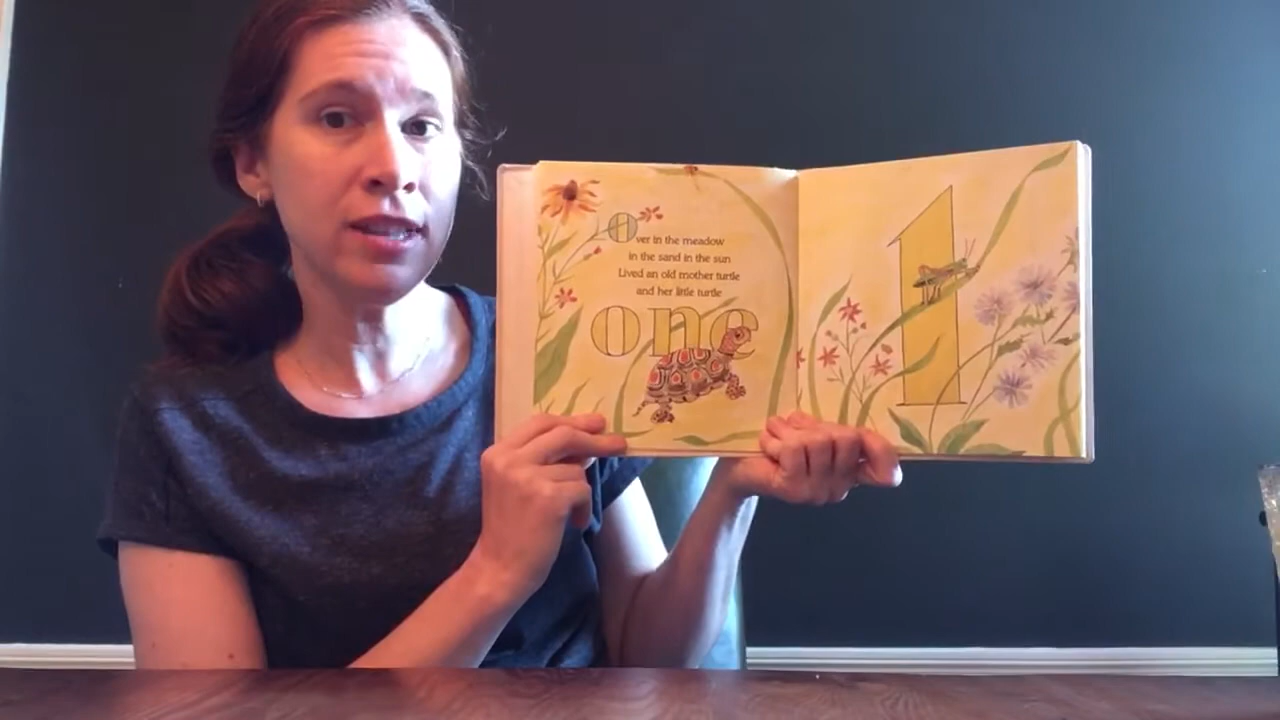 Over in the meadow
in the sand in the sun
Lived an old mother turtle
and her little turtle
one
1